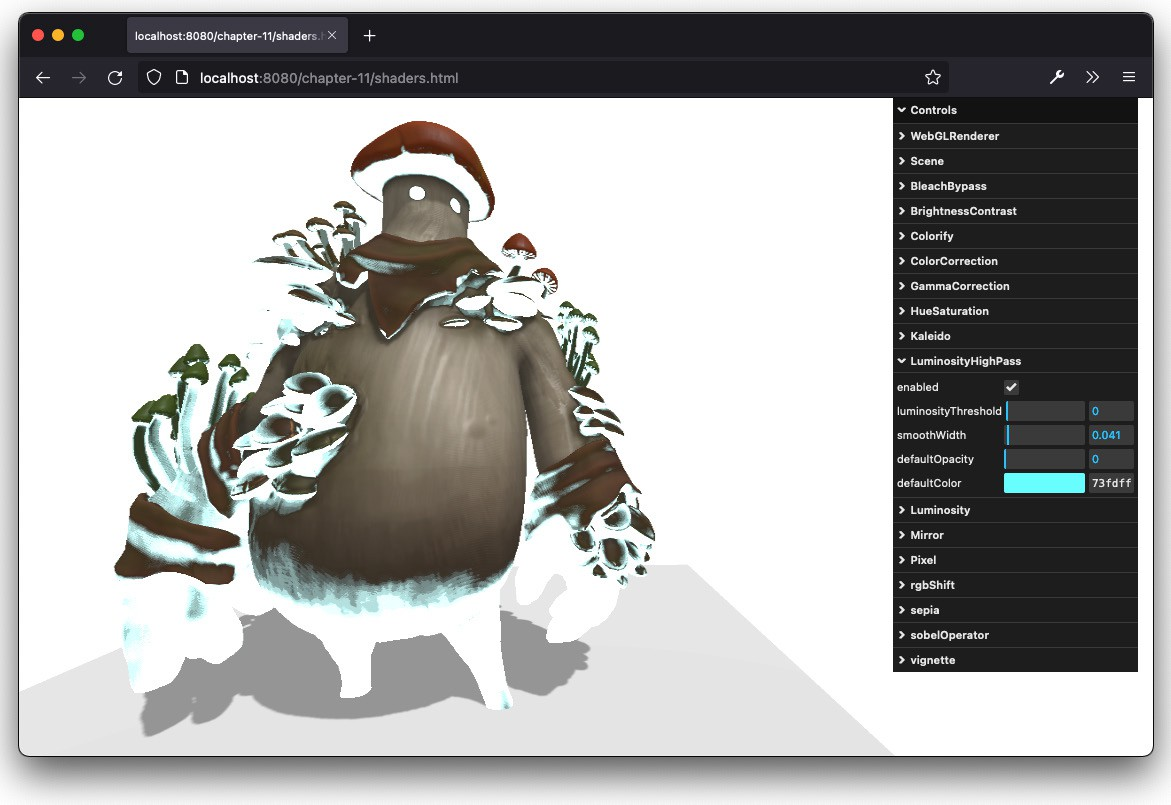 localhost:8080/chapter-11/shaders.
localhost:8080/chapter-11/shaders.html
Controls
WebGLRenderer
Scene
BleachBypass
BrightnessContrast
Colorify
ColorCorrection
GammaCorrection
HueSaturation
Kaleido
LuminosityHighPass
enabled
luminosityThreshold 0
smoothWidth 0.041
defaultOpacity 0
defaultColor 73fdff
Luminosity
Mirror
Pixel
rgbShift
sepia
sobelOperator
vignette